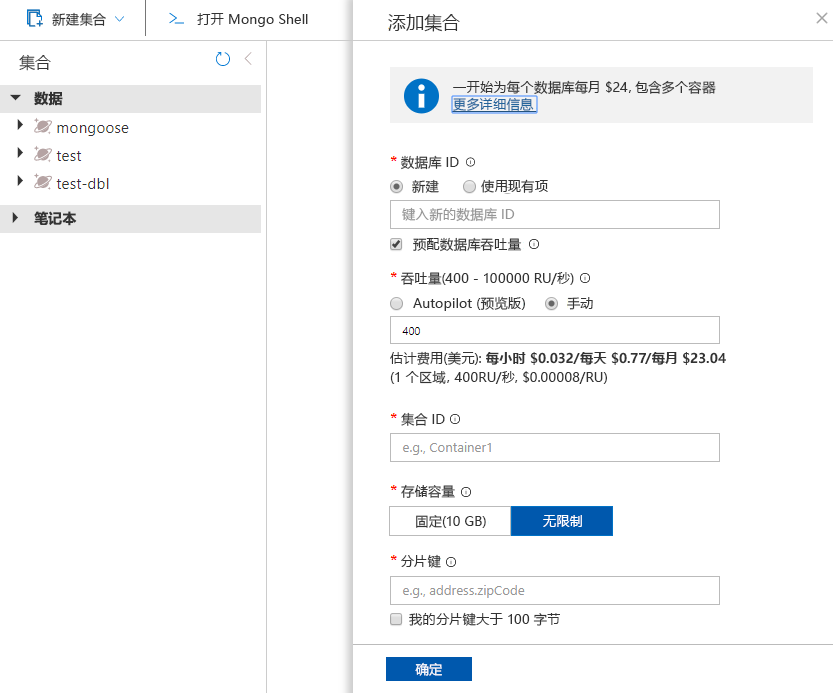 新建集合
打开 Mongo Shell
集合
数据
mongoose
test
test-dbl
笔记本
添加集合
一开始为每个数据库每月 $24, 包含多个容器
更多详细信息
* 数据库 ID
新建
使用现有项
键入新的数据库 ID
预配数据库吞吐量
* 吞吐量(400 - 100000 RU/秒)
Autopilot (预览版)
手动
400
估计费用(美元): 每小时 $0.032/每天 $0.77/每月 $23.04
(1 个区域, 400RU/秒, $0.00008/RU)
* 集合 ID
e.g., Container1
* 存储容量
固定(10 GB)
无限制
* 分片键
e.g., address.zipCode
我的分片键大于 100 字节
确定